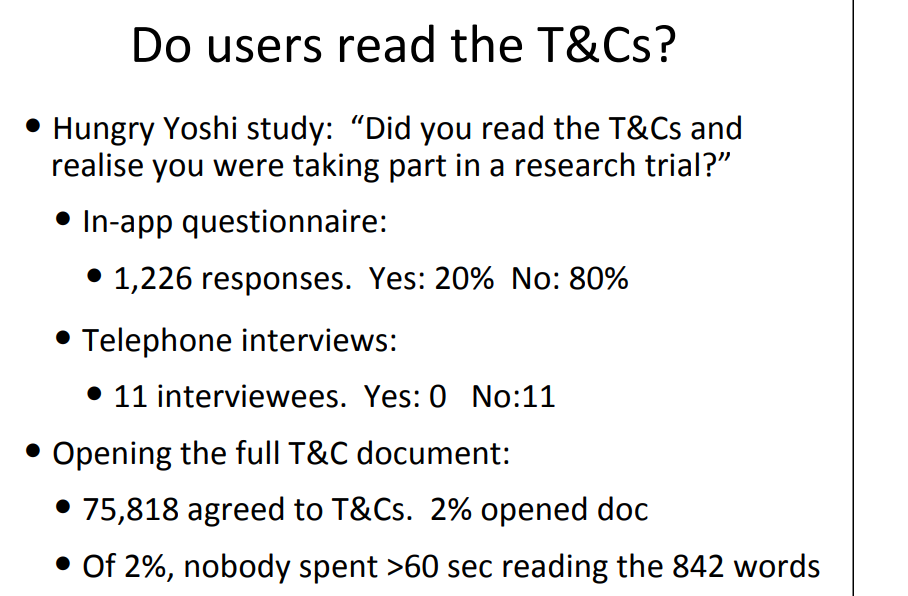 Do users read the T&Cs?
• Hungry Yoshi study:  “Did you read the T&Cs and
realise you were taking part in a research trial?”
• In-app questionnaire:
• 1,226 responses.  Yes: 20%  No: 80%
• Telephone interviews:
• 11 interviewees.  Yes: 0   No:11
• Opening the full T&C document:
• 75,818 agreed to T&Cs.  2% opened doc
• Of 2%, nobody spent >60 sec reading the 842 words